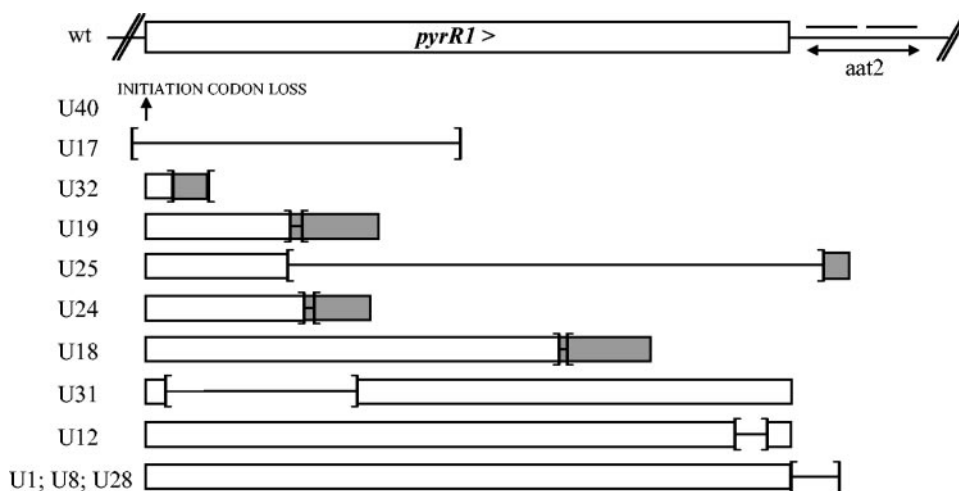 wt
pyrR1 >
aat2
INITIATION CODON LOSS
U40
U17
U32
U19
U25
U24
U18
U31
U12
U1; U8; U28